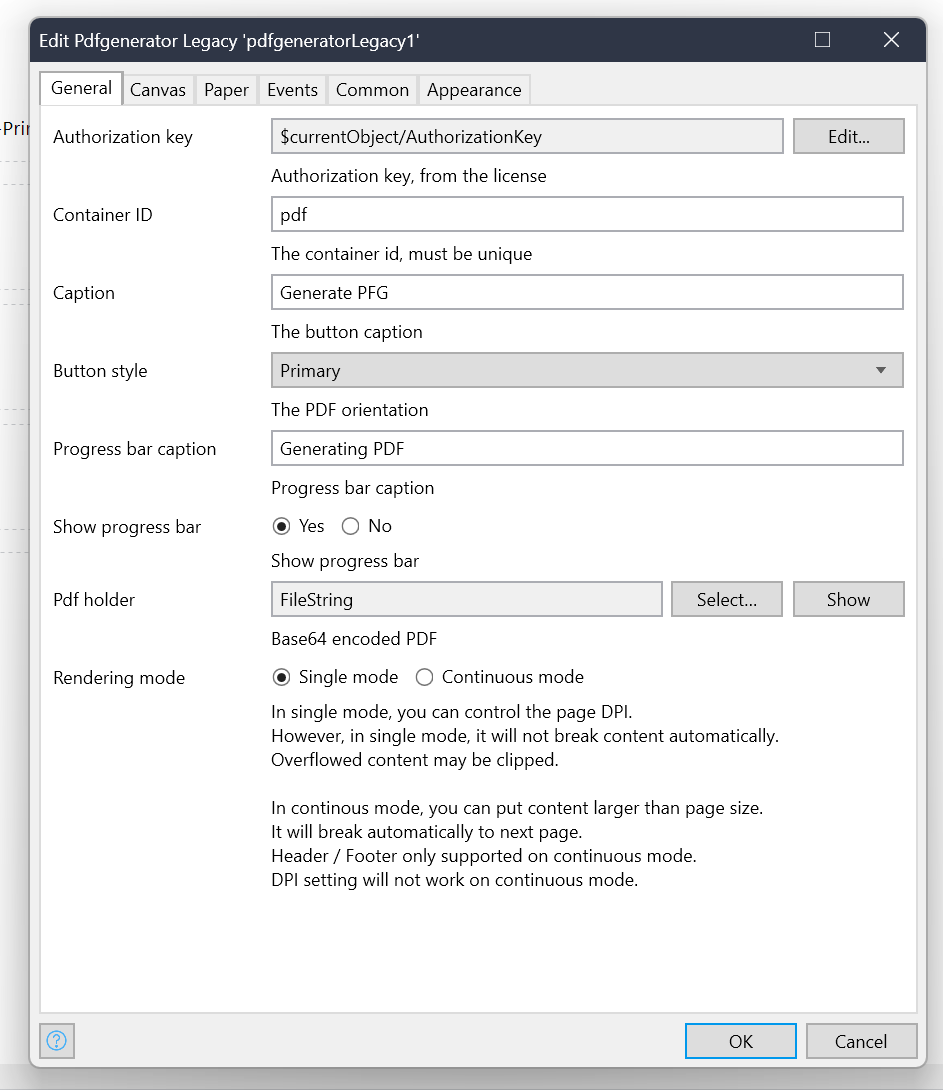 Edit Pdfgenerator Legacy 'pdfgeneratorLegacy1'
General Canvas Paper Events Common Appearance
Authorization key $currentObject/AuthorizationKey Edit...
Authorization key, from the license
Container ID pdf
The container id, must be unique
Caption Generate PFG
The button caption
Button style Primary
The PDF orientation
Progress bar caption Generating PDF
Progress bar caption
Show progress bar Yes No
Show progress bar
Pdf holder FileString Select... Show
Base64 encoded PDF
Rendering mode Single mode Continuous mode
In single mode, you can control the page DPI.
However, in single mode, it will not break content automatically.
Overflowed content may be clipped.
In continous mode, you can put content larger than page size.
It will break automatically to next page.
Header / Footer only supported on continuous mode.
DPI setting will not work on continuous mode.
? OK Cancel